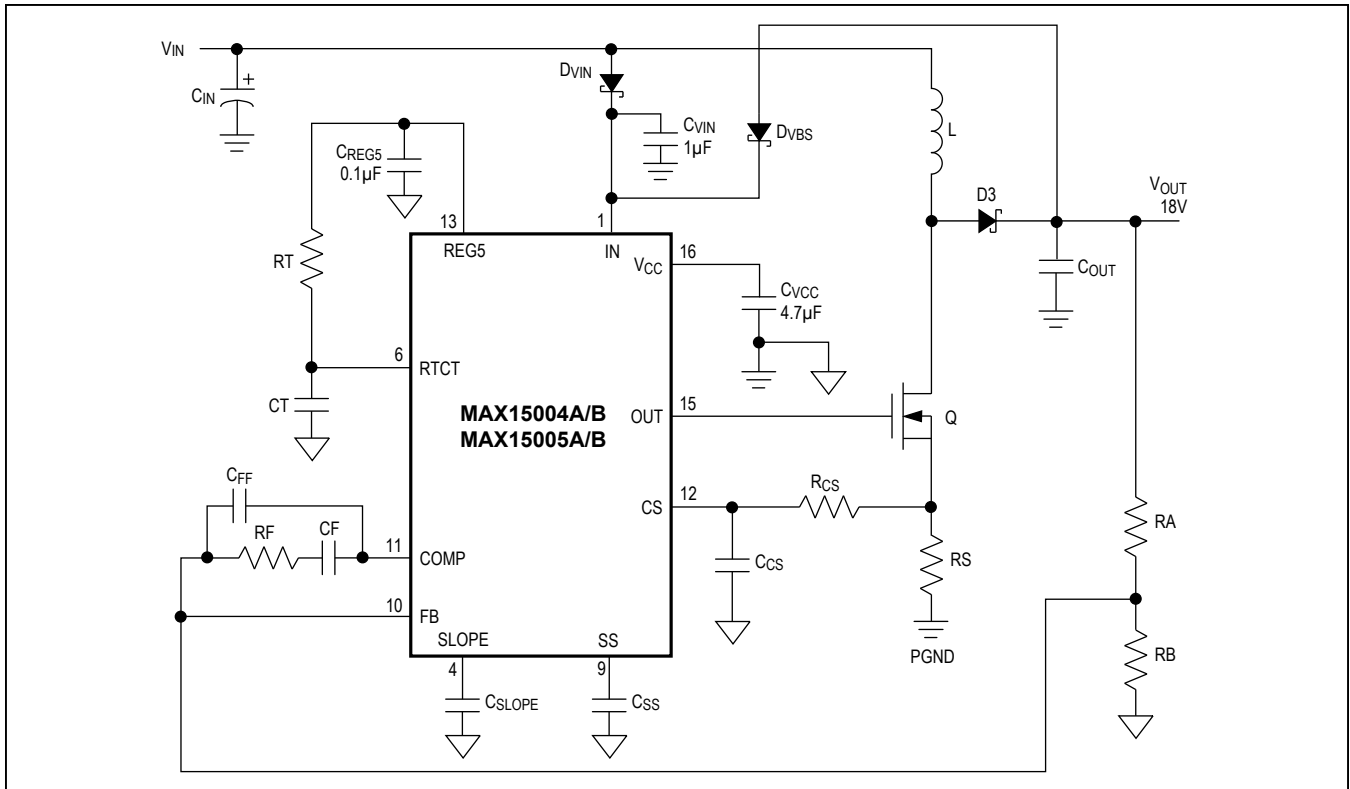 VIN
CIN
+
DVIN
CVIN
1µF
DVBS
L
CREG5
0.1µF
D3
VOUT
18V
13
1
REG5
IN
VCC
16
RT
COUT
CVCC
4.7µF
6
RTCT
CT
MAX15004A/B
MAX15005A/B
OUT
15
Q
CFF
RCS
CS
12
RA
RF
CF
11
COMP
CCS
RS
10
FB
SLOPE
SS
PGND
RB
4
9
CSLOPE
CSS